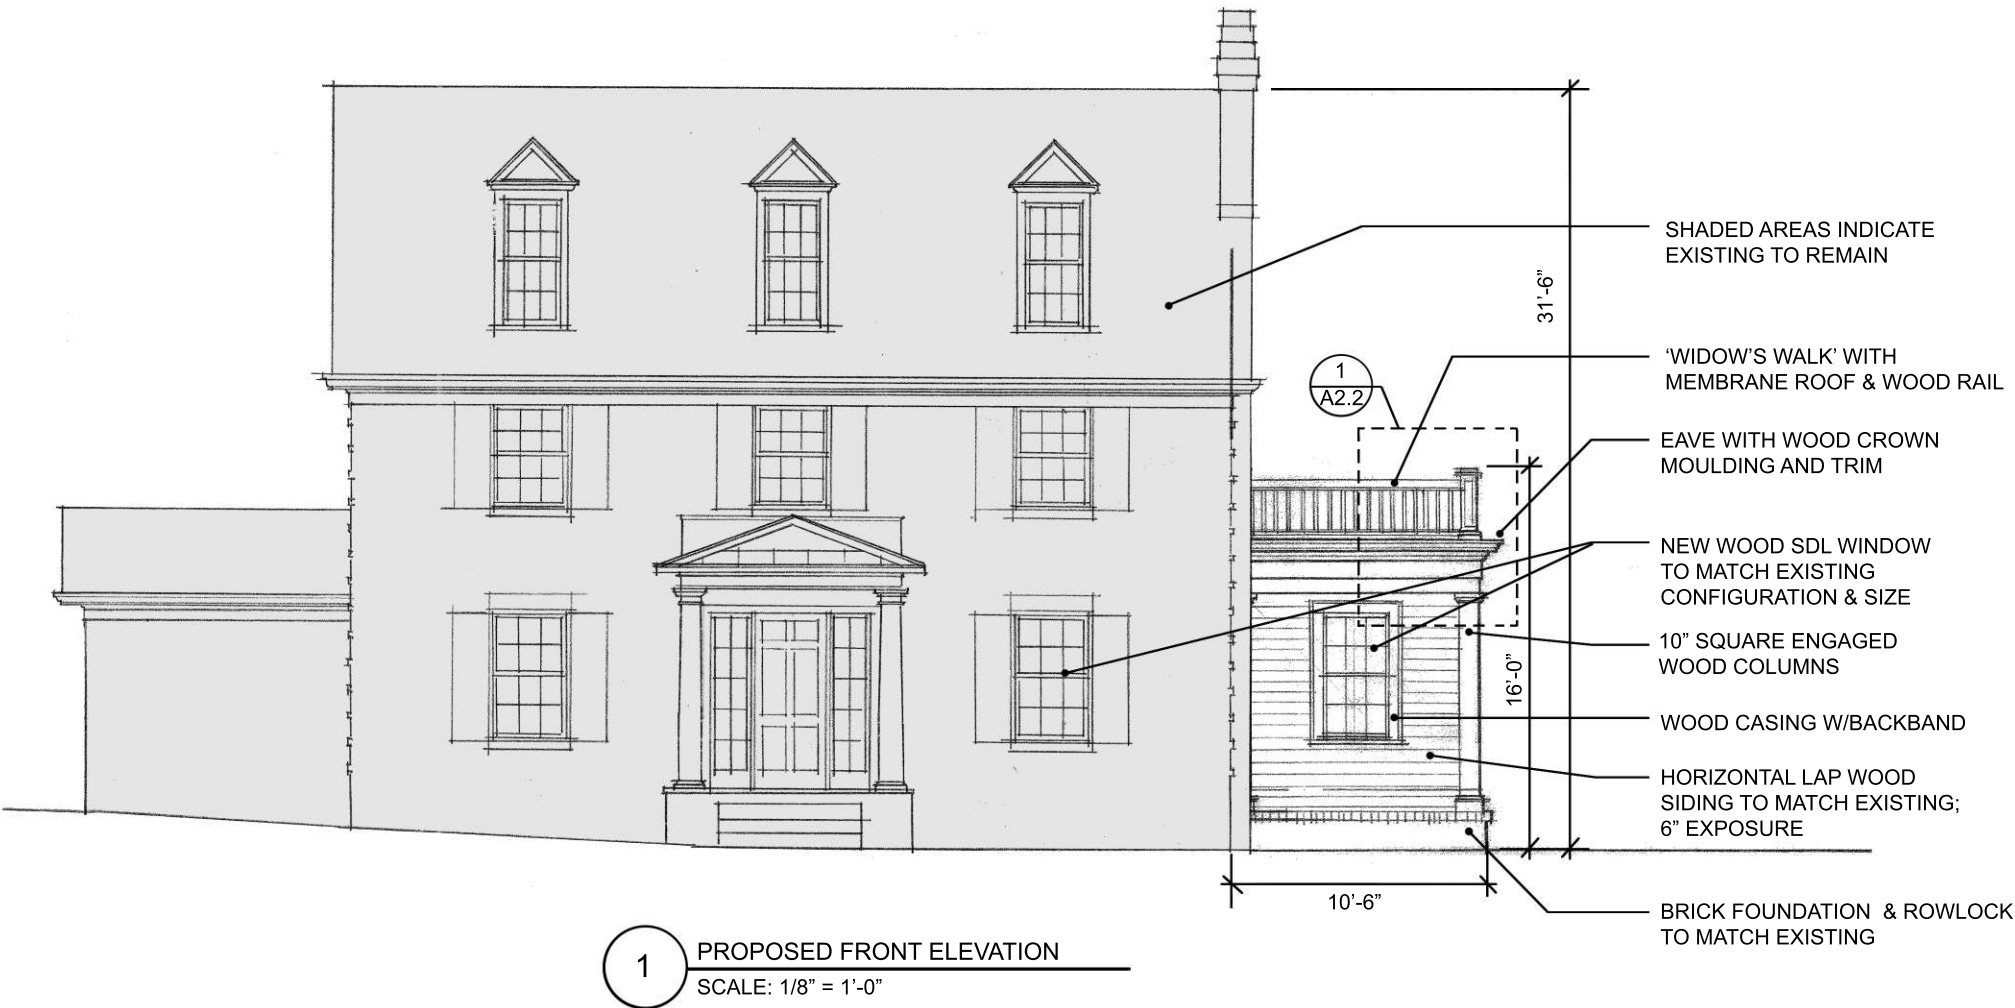 SHADED AREAS INDICATE
EXISTING TO REMAIN
31’-6”
‘WIDOW’S WALK’ WITH
MEMBRANE ROOF & WOOD RAIL
1
A2.2
EAVE WITH WOOD CROWN
MOULDING AND TRIM
NEW WOOD SDL WINDOW
TO MATCH EXISTING
CONFIGURATION & SIZE
10” SQUARE ENGAGED
WOOD COLUMNS
16’-0”
WOOD CASING W/BACKBAND
HORIZONTAL LAP WOOD
SIDING TO MATCH EXISTING;
6” EXPOSURE
10’-6”
BRICK FOUNDATION & ROWLOCK
TO MATCH EXISTING
1
PROPOSED FRONT ELEVATION
SCALE: 1/8” = 1’-0”